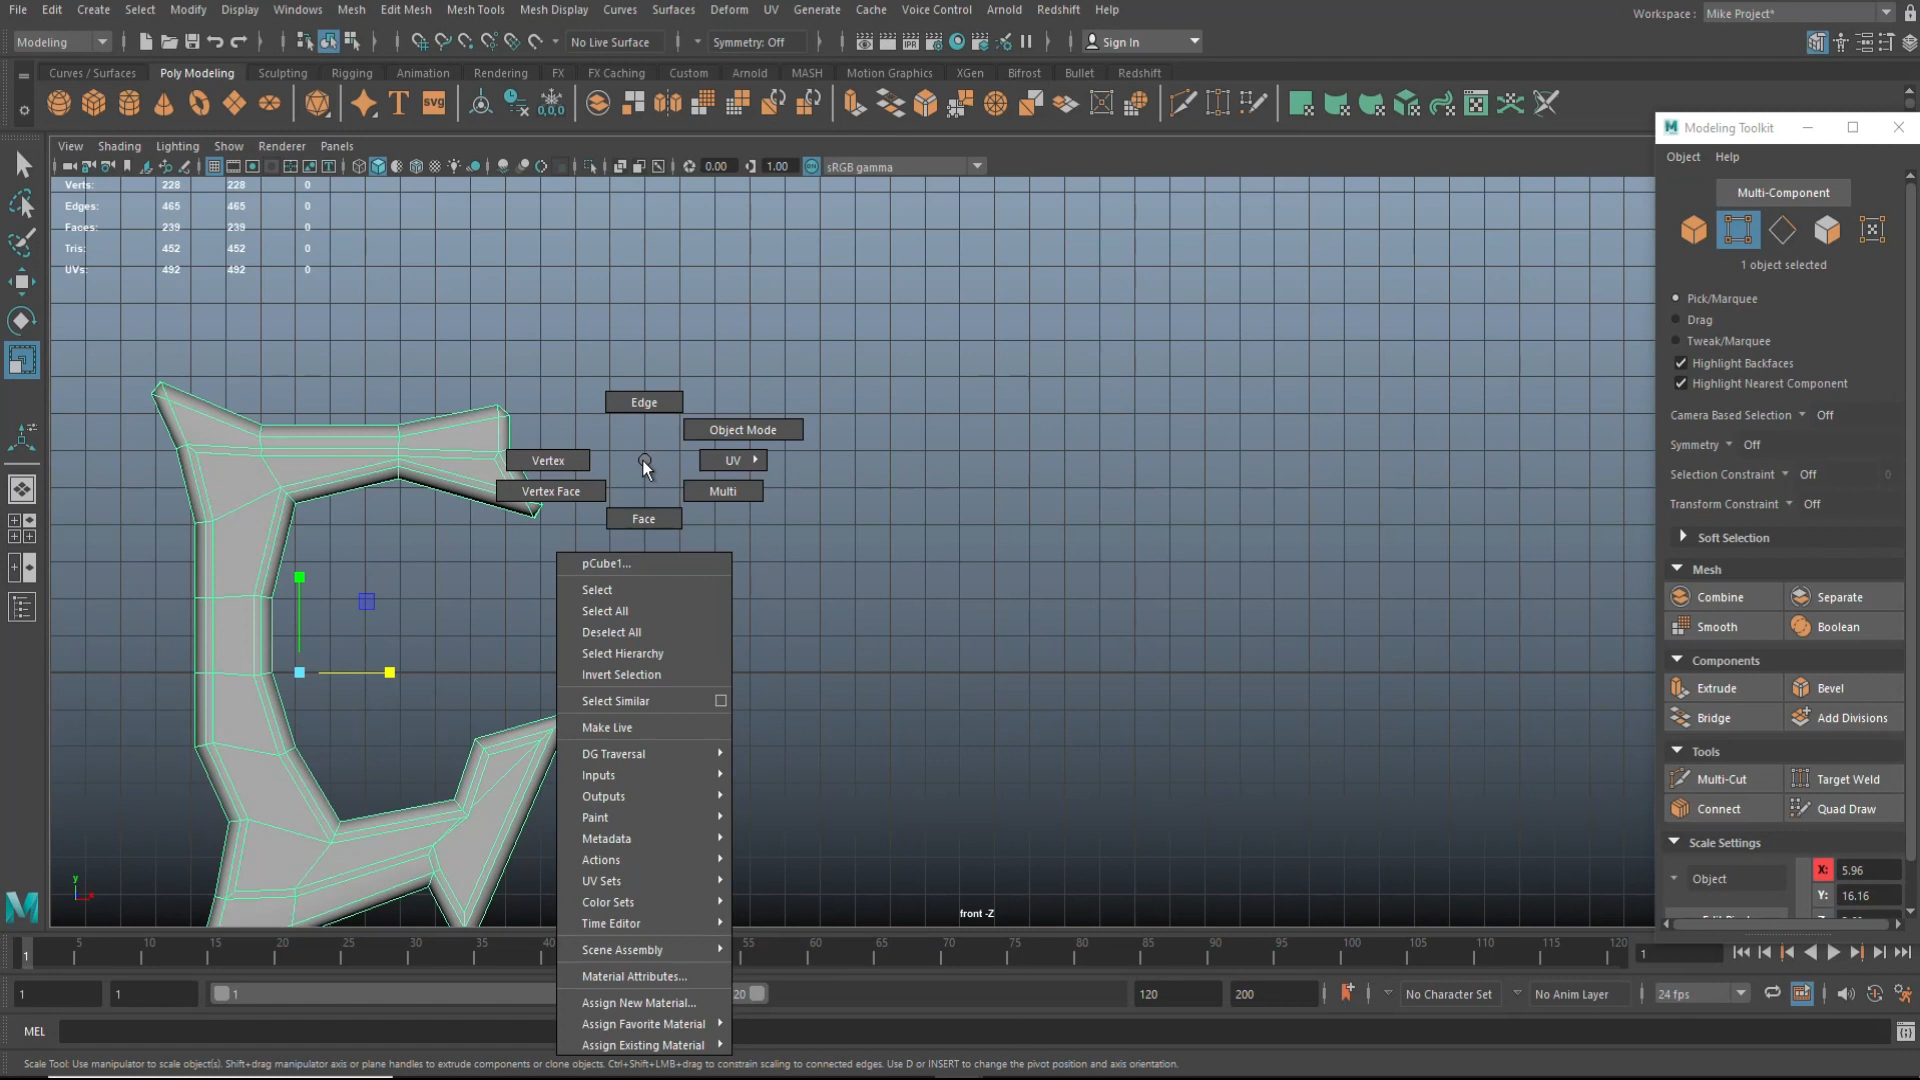 File Edit Create Select Modify Display Windows Mesh Edit Mesh Mesh Tools Mesh Display Curves Surfaces Deform UV Generate Cache Voice Control Arnold Redshift Help
Workspace : Mike Project*
Modeling No Live Surface Symmetry: Off IPR Sign In
Curves / Surfaces Poly Modeling Sculpting Rigging Animation Rendering FX FX Caching Custom Arnold MASH Motion Graphics XGen Bifrost Bullet Redshift
T SVG 0,0,0
Modeling Toolkit
View Shading Lighting Show Renderer Panels
0.00 1.00 sRGB gamma
Object Help
Verts: 228 228 0
Edges: 465 465 0
Faces: 239 239 0
Tris: 452 452 0
UVs: 492 492 0
Multi-Component
1 object selected
Pick/Marquee
Drag
Tweak/Marquee
Highlight Backfaces
Highlight Nearest Component
Camera Based Selection Off
Symmetry Off
Selection Constraint Off 0
Transform Constraint Off
Soft Selection
Mesh
Combine Separate
Smooth Boolean
Components
Extrude Bevel
Bridge Add Divisions
Tools
Multi-Cut Target Weld
Connect Quad Draw
Scale Settings
Object X: 5.96
Y: 16.16
Edge
Object Mode
Vertex UV
Vertex Face Multi
Face
pCube1...
Select
Select All
Deselect All
Select Hierarchy
Invert Selection
Select Similar
Make Live
DG Traversal
Inputs
Outputs
Paint
Metadata
Actions
UV Sets
Color Sets
Time Editor
Scene Assembly
Material Attributes...
Assign New Material...
Assign Favorite Material
Assign Existing Material
y
x
front -Z
5 10 15 20 25 30 35 40 55 60 65 70 75 80 85 90 95 100 105 110 115 120
1 1
1 1 1 20 120 200 No Character Set No Anim Layer 24 fps
MEL
Scale Tool: Use manipulator to scale object(s). Shift+drag manipulator axis or plane handles to extrude components or clone objects. Ctrl+Shift+LMB+drag to constrain scaling to connected edges. Use D or INSERT to change the pivot position and axis orientation.